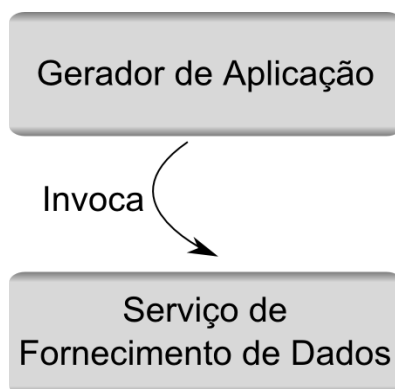 Gerador de Aplicação
Invoca
Serviço de
Fornecimento de Dados